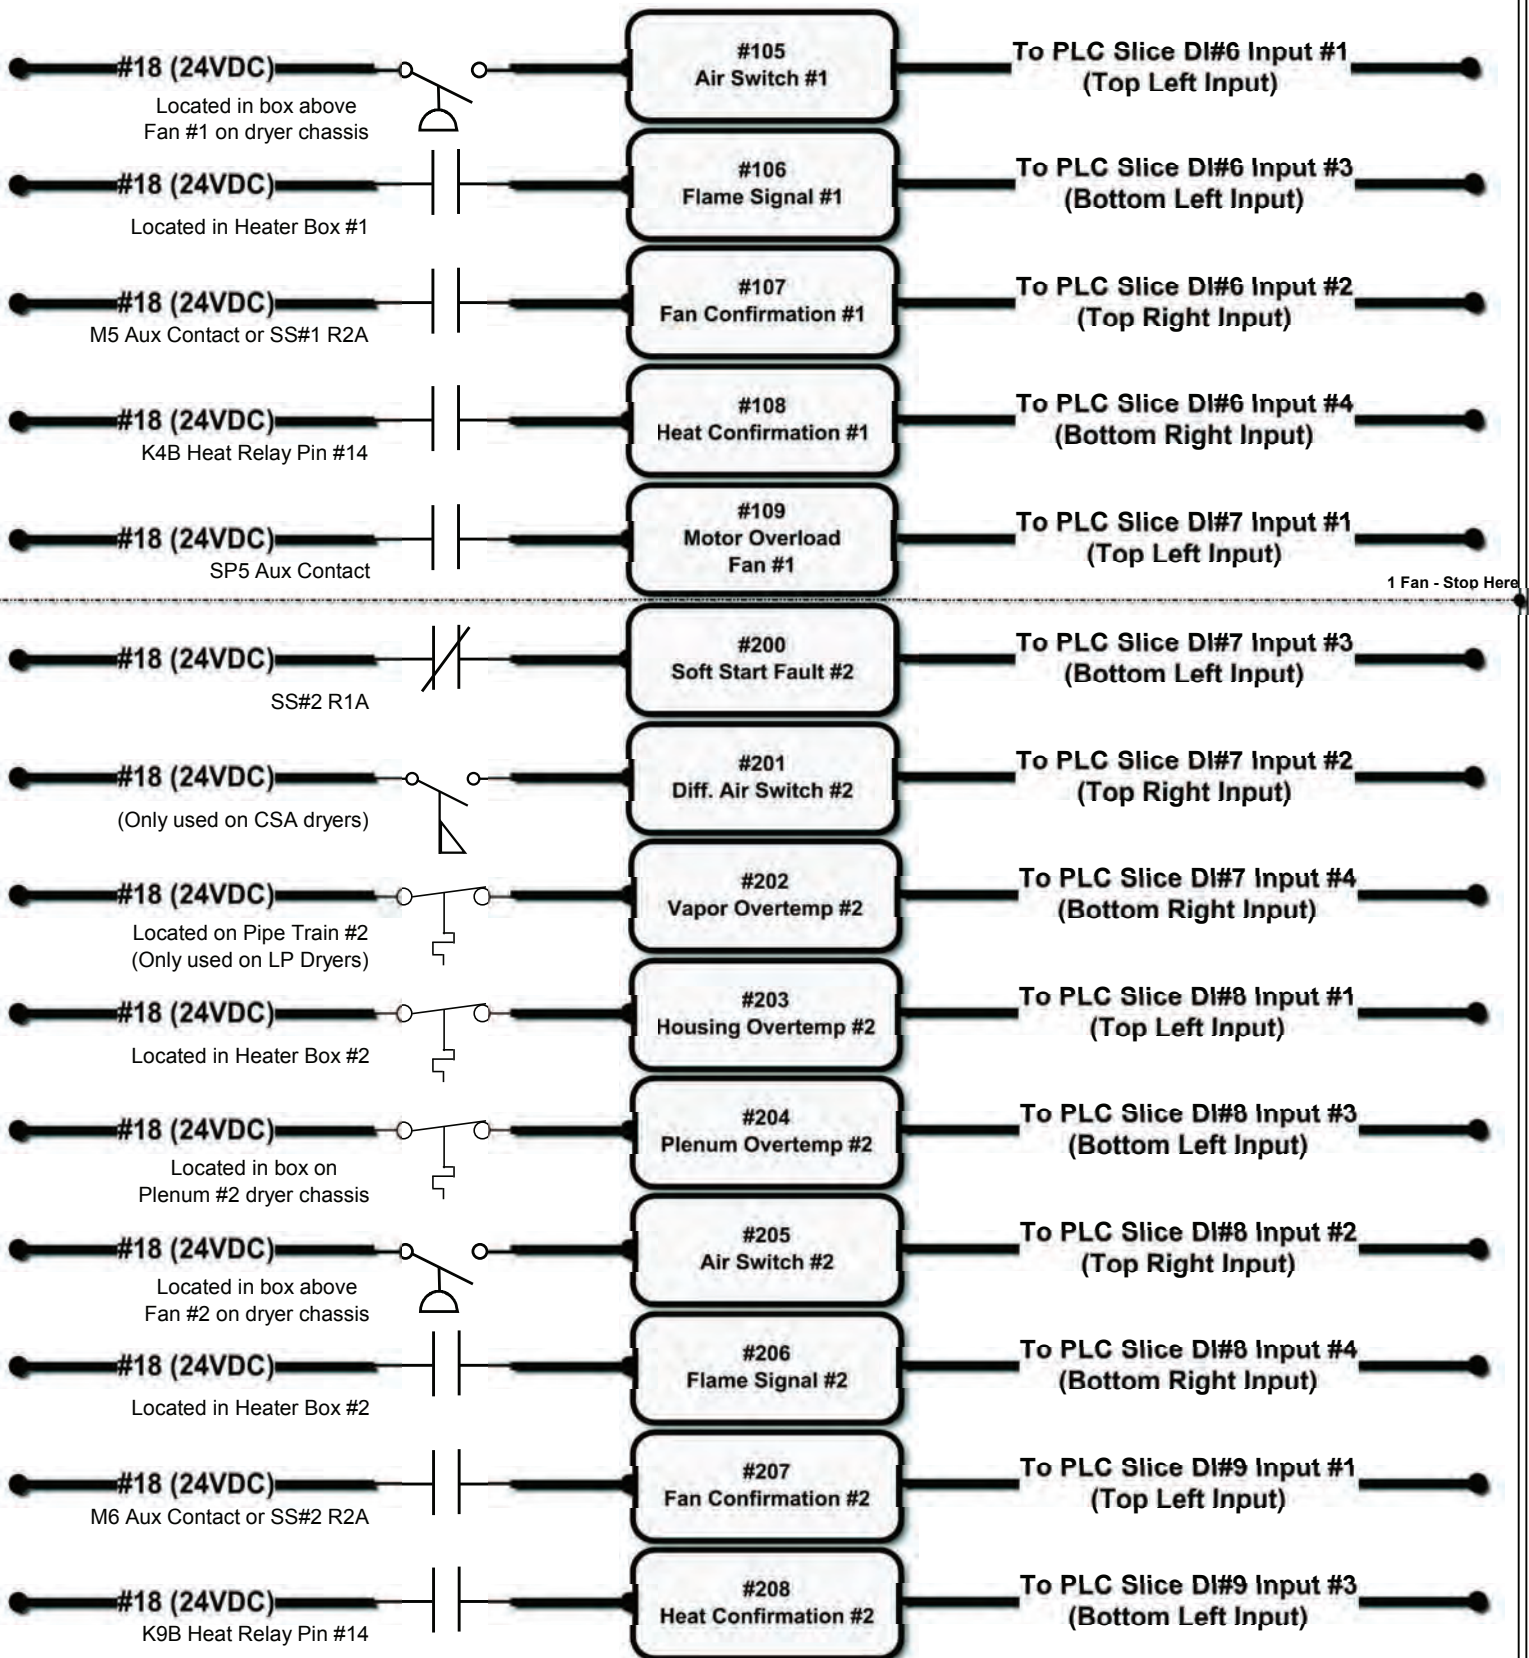 #18 (24VDC)
Located in box above
Fan #1 on dryer chassis
#105
Air Switch #1
To PLC Slice DI#6 Input #1
(Top Left Input)
#18 (24VDC)
Located in Heater Box #1
#106
Flame Signal #1
To PLC Slice DI#6 Input #3
(Bottom Left Input)
#18 (24VDC)
M5 Aux Contact or SS#1 R2A
#107
Fan Confirmation #1
To PLC Slice DI#6 Input #2
(Top Right Input)
#18 (24VDC)
K4B Heat Relay Pin #14
#108
Heat Confirmation #1
To PLC Slice DI#6 Input #4
(Bottom Right Input)
#18 (24VDC)
SP5 Aux Contact
#109
Motor Overload
Fan #1
To PLC Slice DI#7 Input #1
(Top Left Input)
1 Fan - Stop Here
#18 (24VDC)
SS#2 R1A
#200
Soft Start Fault #2
To PLC Slice DI#7 Input #3
(Bottom Left Input)
#18 (24VDC)
(Only used on CSA dryers)
#201
Diff. Air Switch #2
To PLC Slice DI#7 Input #2
(Top Right Input)
#18 (24VDC)
Located on Pipe Train #2
(Only used on LP Dryers)
#202
Vapor Overtemp #2
To PLC Slice DI#7 Input #4
(Bottom Right Input)
#18 (24VDC)
Located in Heater Box #2
#203
Housing Overtemp #2
To PLC Slice DI#8 Input #1
(Top Left Input)
#18 (24VDC)
Located in box on
Plenum #2 dryer chassis
#204
Plenum Overtemp #2
To PLC Slice DI#8 Input #3
(Bottom Left Input)
#18 (24VDC)
Located in box above
Fan #2 on dryer chassis
#205
Air Switch #2
To PLC Slice DI#8 Input #2
(Top Right Input)
#18 (24VDC)
Located in Heater Box #2
#206
Flame Signal #2
To PLC Slice DI#8 Input #4
(Bottom Right Input)
#18 (24VDC)
M6 Aux Contact or SS#2 R2A
#207
Fan Confirmation #2
To PLC Slice DI#9 Input #1
(Top Left Input)
#18 (24VDC)
K9B Heat Relay Pin #14
#208
Heat Confirmation #2
To PLC Slice DI#9 Input #3
(Bottom Left Input)